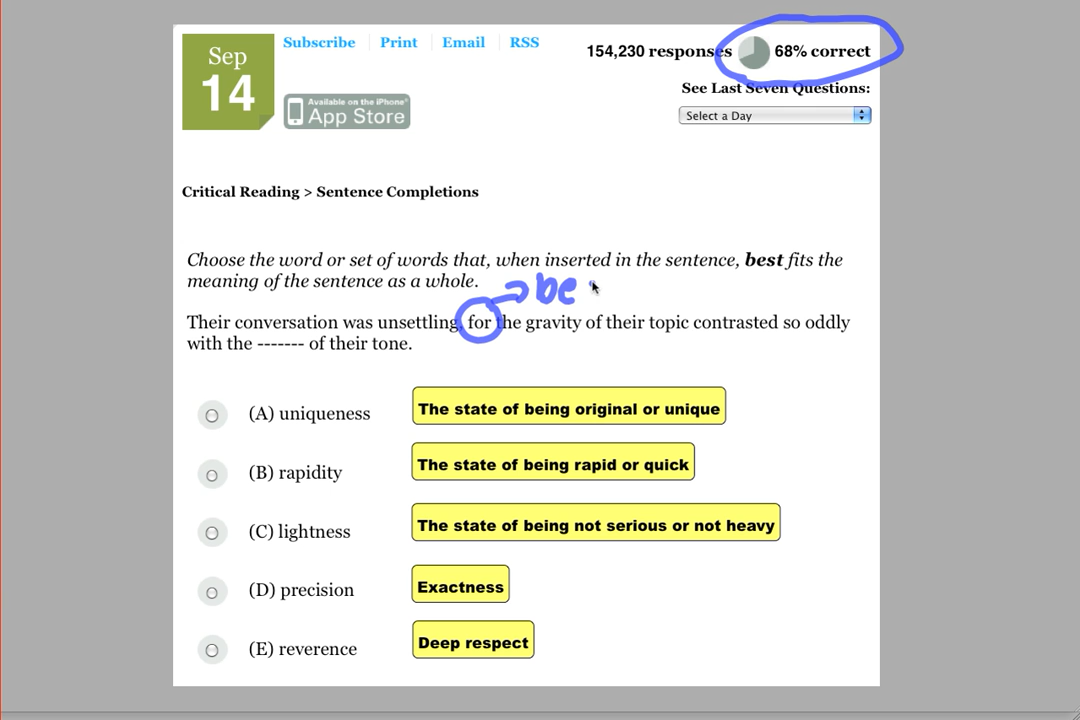 Sep
14
Subscribe Print Email RSS
Available on the iPhone
App Store
154,230 responses 68% correct
See Last Seven Questions:
Select a Day
Critical Reading > Sentence Completions
Choose the word or set of words that, when inserted in the sentence, best fits the
meaning of the sentence as a whole.
be
Their conversation was unsettling, for the gravity of their topic contrasted so oddly
with the ------- of their tone.
(A) uniqueness The state of being original or unique
(B) rapidity The state of being rapid or quick
(C) lightness The state of being not serious or not heavy
(D) precision Exactness
(E) reverence Deep respect